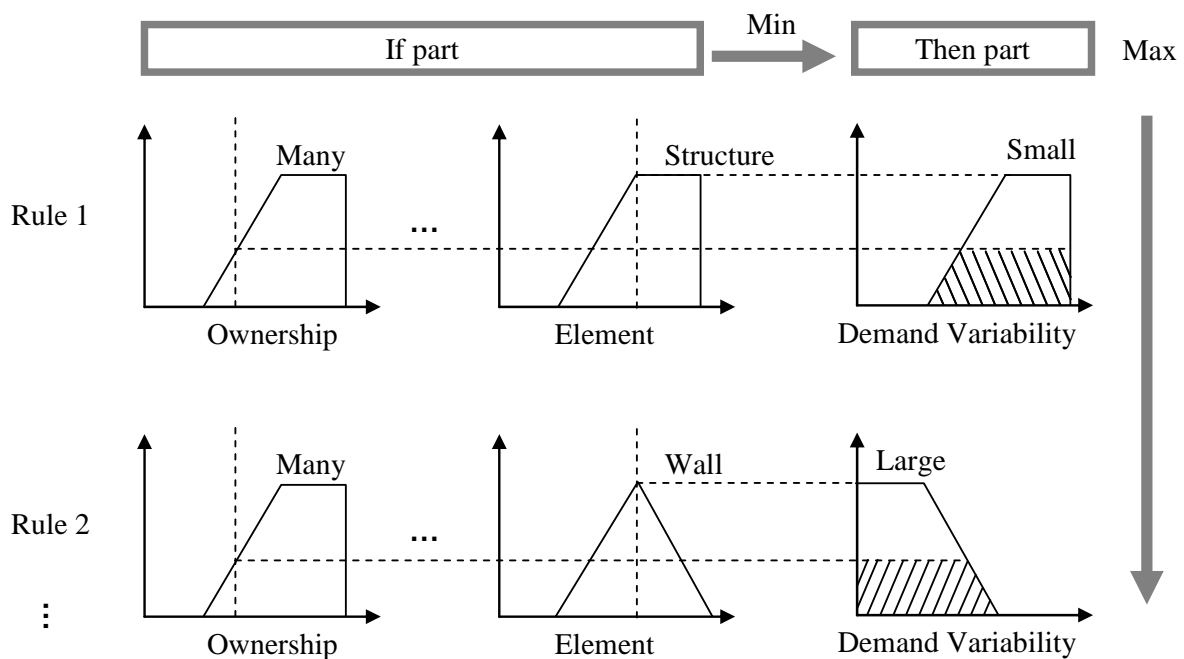 Min
If part
Then part
Max
Many
Structure
Small
Rule 1
...
Ownership
Element
Demand Variability
Many
Wall
Large
Rule 2
...
Ownership
Element
Demand Variability
⋮